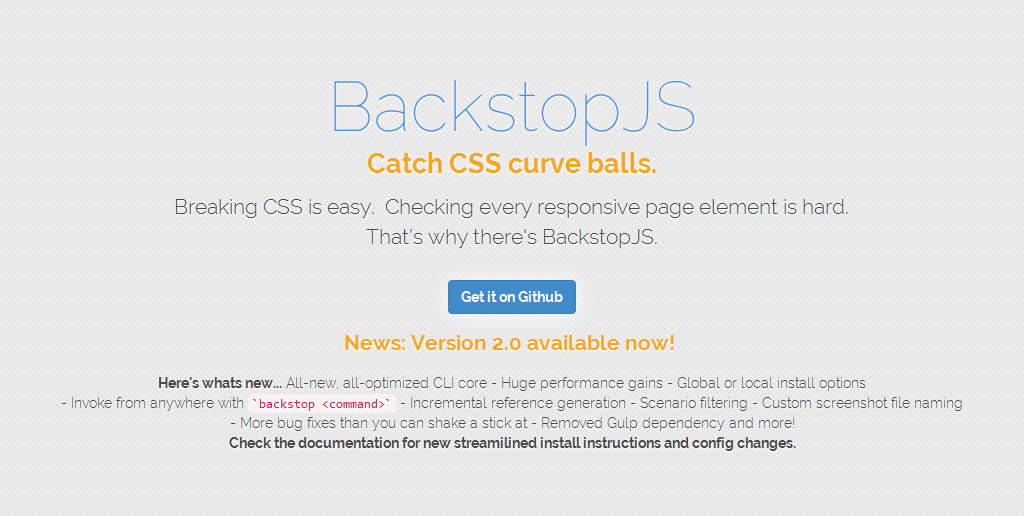 BackstopJS
Catch CSS curve balls.
Breaking CSS is easy. Checking every responsive page element is hard.
That's why there's BackstopJS.
Get it on Github
News: Version 2.0 available now!
Here's whats new... All-new, all-optimized CLI core - Huge performance gains - Global or local install options
- Invoke from anywhere with `backstop <command>` - Incremental reference generation - Scenario filtering - Custom screenshot file naming
- More bug fixes than you can shake a stick at - Removed Gulp dependency and more!
Check the documentation for new streamilined install instructions and config changes.